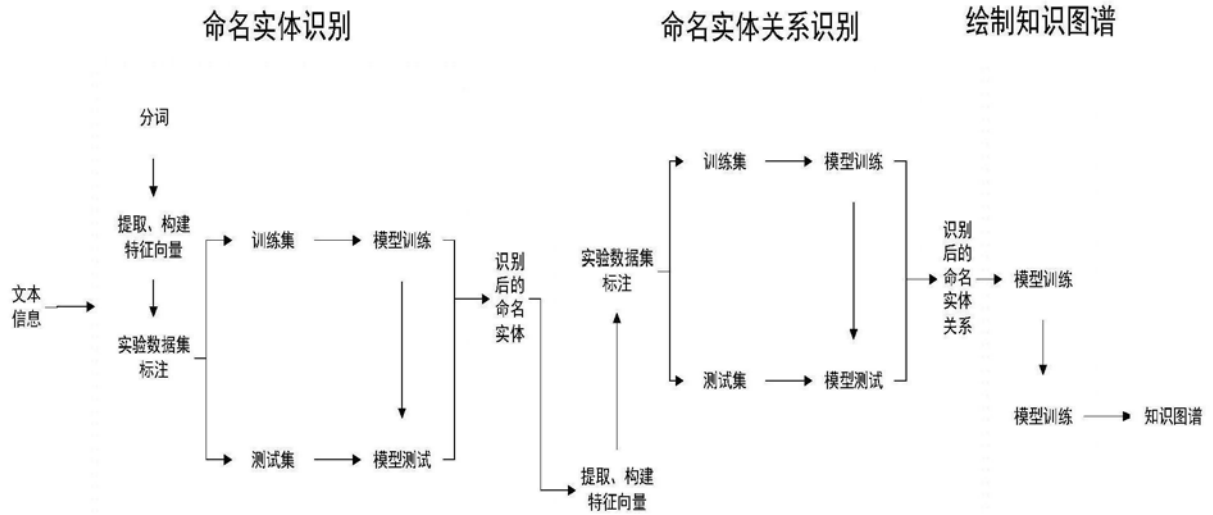 命名实体识别
命名实体关系识别
绘制知识图谱
文本
信息
分词
提取、构建
特征向量
实验数据集
标注
训练集
模型训练
测试集
模型测试
识别
后的
命名
实体
提取、构建
特征向量
实验数据集
标注
训练集
模型训练
测试集
模型测试
识别
后的
命名
实体
关系
模型训练
模型训练
知识图谱